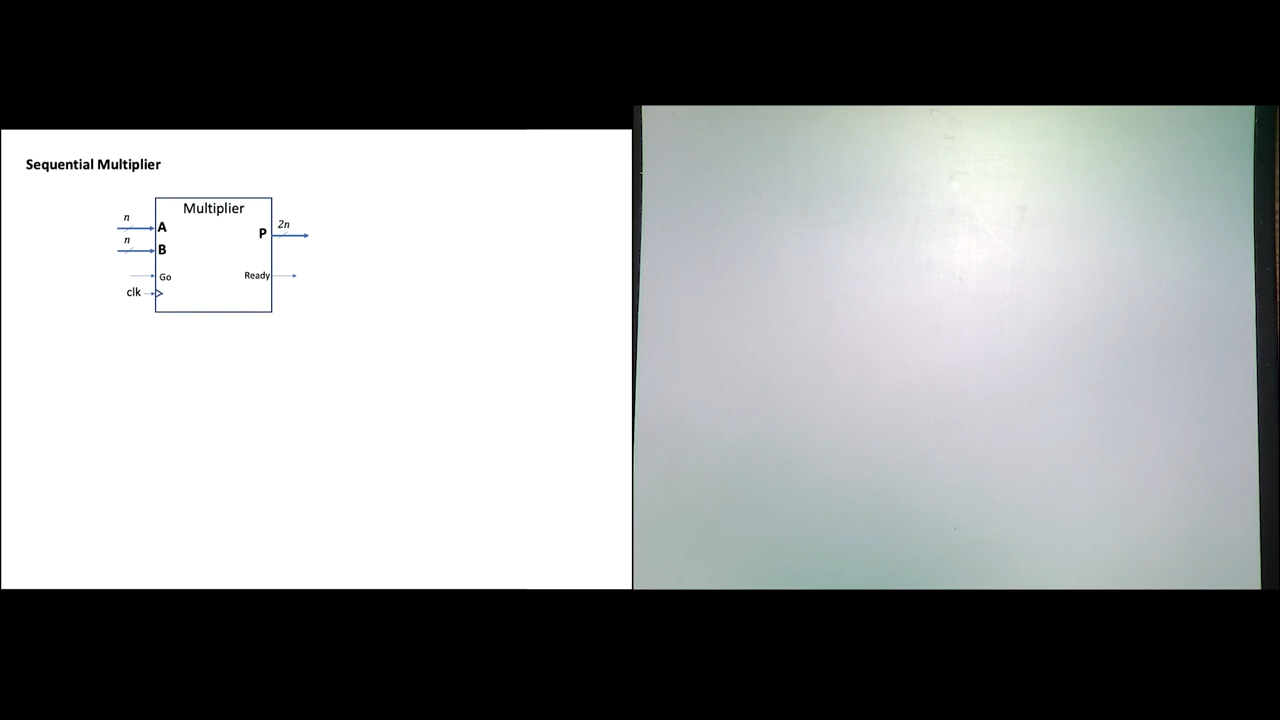 Sequential Multiplier
Multiplier
n
A
n
B
P
2n
Go
Ready
clk